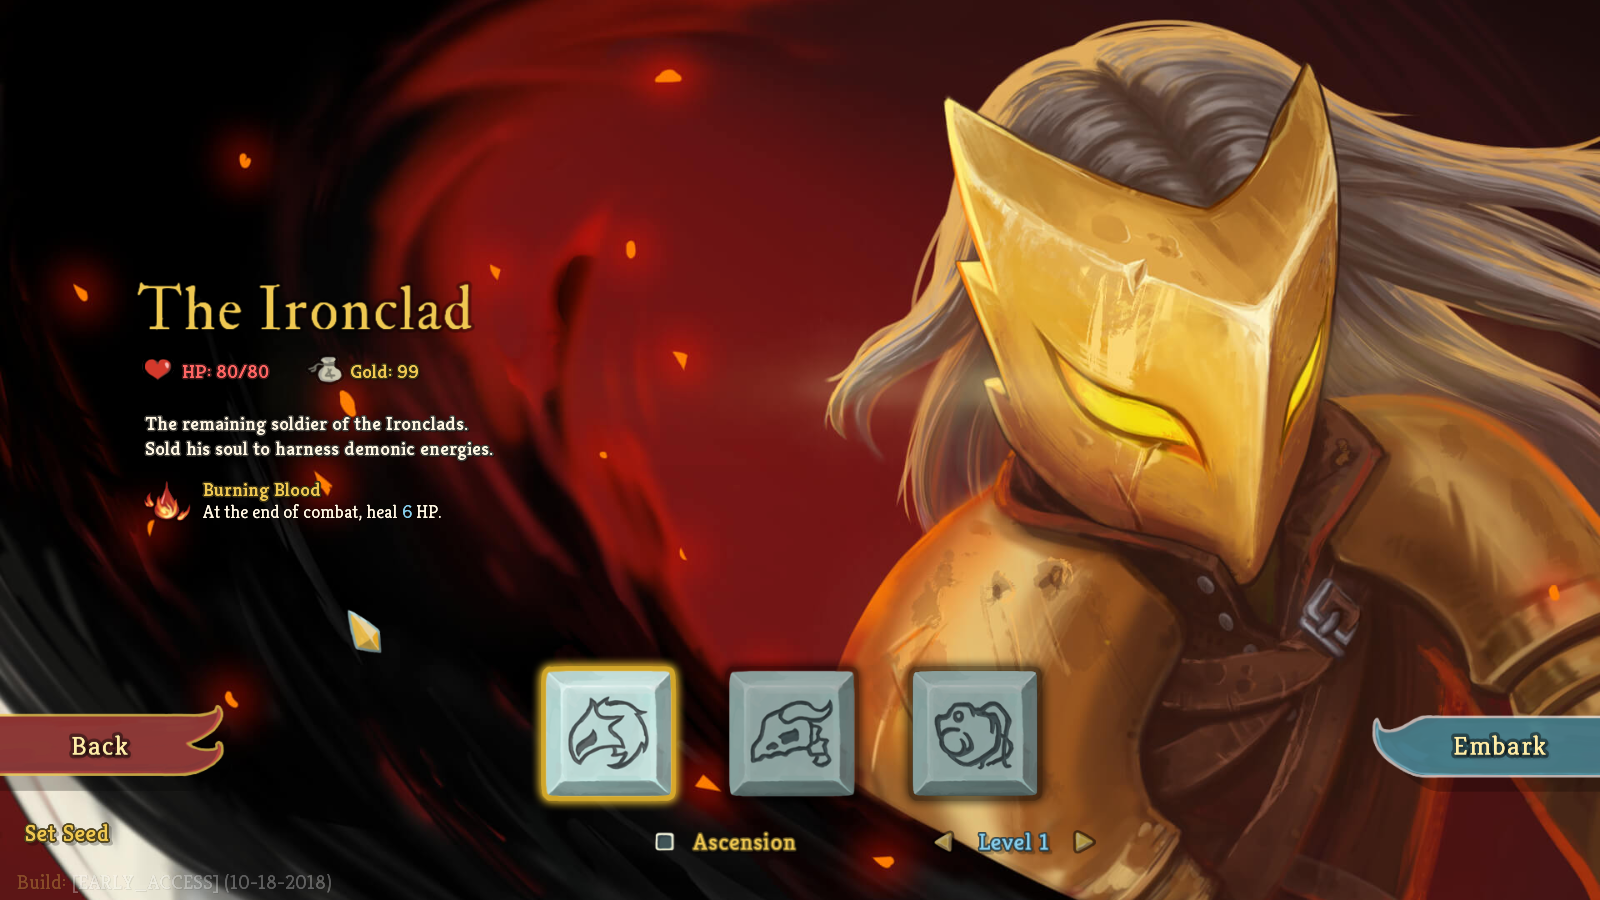 The Ironclad
HP: 80/80 Gold: 99
The remaining soldier of the Ironclads.
Sold his soul to harness demonic energies.
Burning Blood
At the end of combat, heal 6 HP.
Back
Embark
Set Seed
Ascension
Level 1
Build: [EARLY_ACCESS] (10-18-2018)